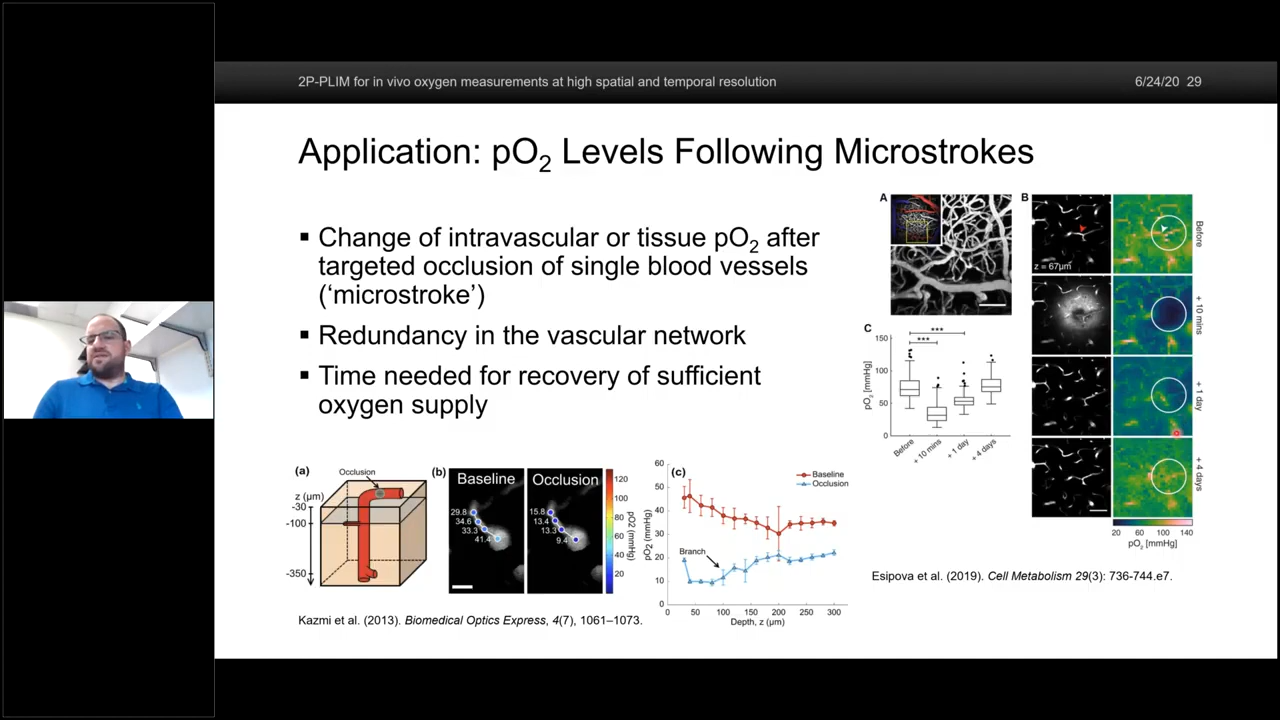 2P-PLIM for in vivo oxygen measurements at high spatial and temporal resolution
6/24/20 29
Application: pO2 Levels Following Microstrokes
▪ Change of intravascular or tissue pO2 after
targeted occlusion of single blood vessels
('microstroke')
▪ Redundancy in the vascular network
▪ Time needed for recovery of sufficient
oxygen supply
(a)
Occlusion
z (μm)
-30
-100
-350
(b)
Baseline
29.8
34.6
33.3
41.4
Occlusion
15.8
13.4
13.3
9.4
120
100
80
60
40
20
pO2 (mmHg)
(c)
Baseline
Occlusion
60
50
40
30
20
10
0
pO2 (mmHg)
Branch
0 50 100 150 200 250 300
Depth, z (μm)
Kazmi et al. (2013). Biomedical Optics Express, 4(7), 1061–1073.
A
B
z = 67μm
Before
+ 10 mins
+ 1 day
+ 4 days
20 60 100 140
pO2 [mmHg]
C
150
100
50
0
pO2 [mmHg]
***
***
Before
+ 10 mins
+ 1 day
+ 4 days
Esipova et al. (2019). Cell Metabolism 29(3): 736-744.e7.